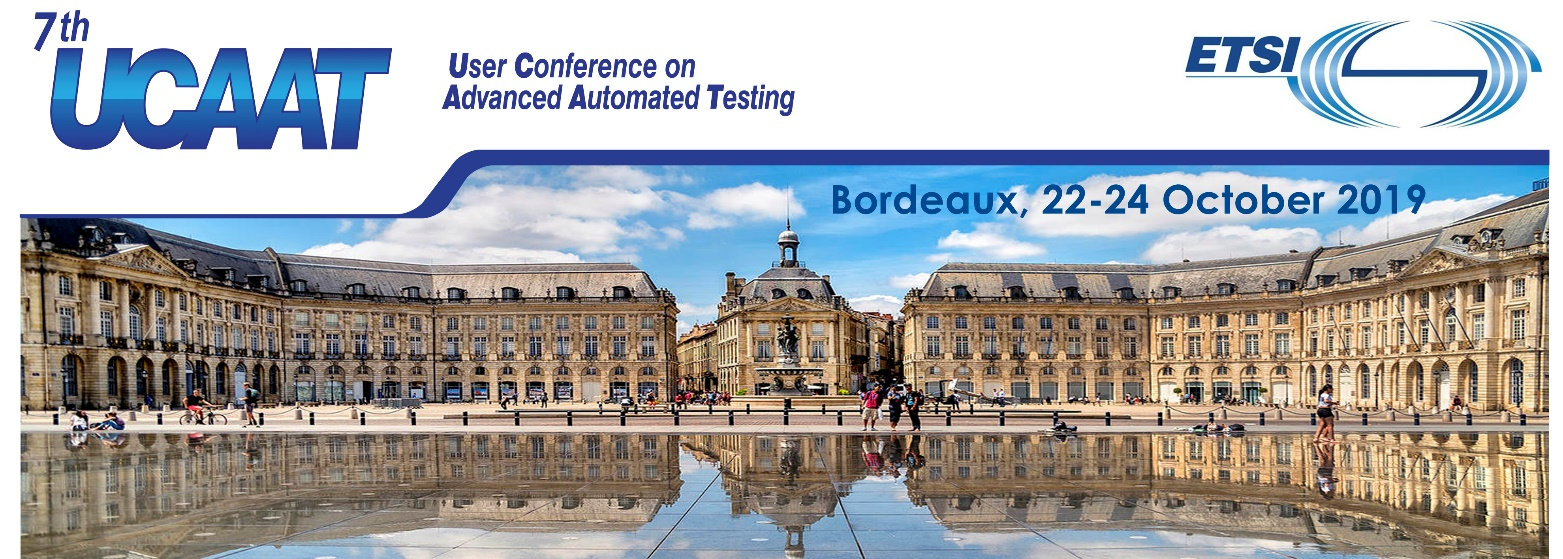 7th
UCAAT
User Conference on
Advanced Automated Testing
ETSI
Bordeaux, 22-24 October 2019